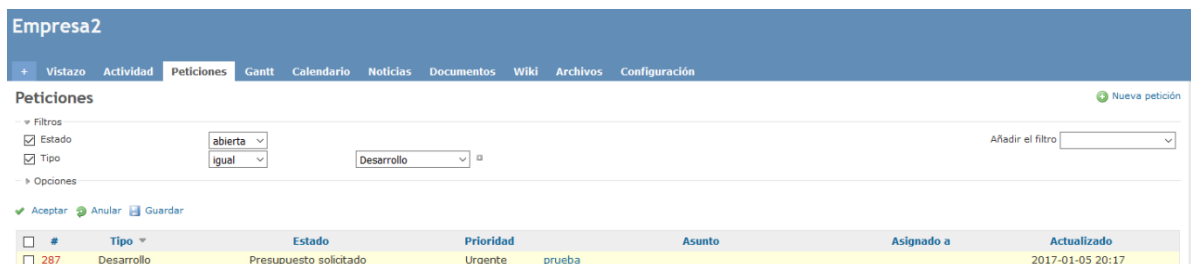 Empresa2
+ Vistazo Actividad Peticiones Gantt Calendario Noticias Documentos Wiki Archivos Configuración
Peticiones Nueva petición
Filtros
Estado abierta Añadir el filtro
Tipo igual Desarrollo
Opciones
Aceptar Anular Guardar
# Tipo Estado Prioridad Asunto Asignado a Actualizado
287 Desarrollo Presupuesto solicitado Urgente prueba 2017-01-05 20:17